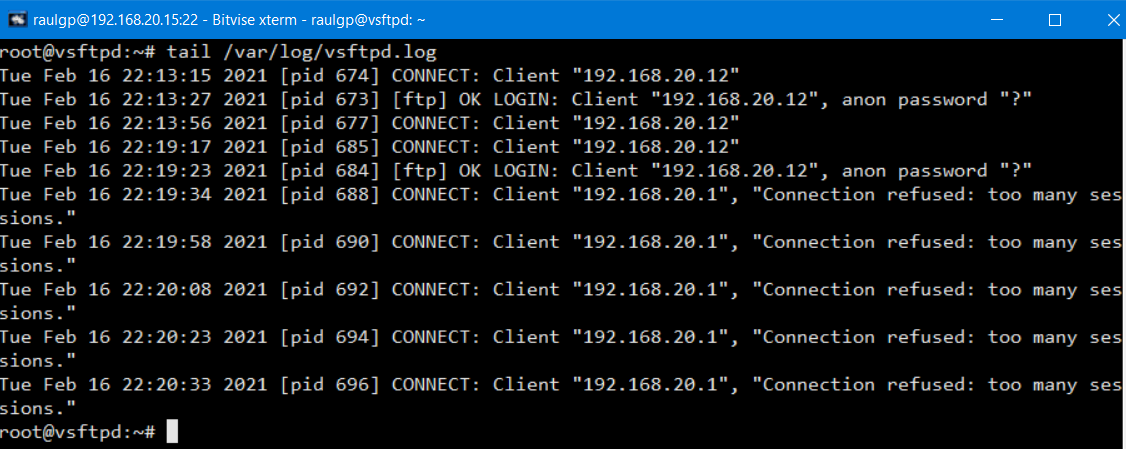 raulgp@192.168.20.15:22 - Bitvise xterm - raulgp@vsftpd: ~
root@vsftpd:~# tail /var/log/vsftpd.log
Tue Feb 16 22:13:15 2021 [pid 674] CONNECT: Client "192.168.20.12"
Tue Feb 16 22:13:27 2021 [pid 673] [ftp] OK LOGIN: Client "192.168.20.12", anon password "?"
Tue Feb 16 22:13:56 2021 [pid 677] CONNECT: Client "192.168.20.12"
Tue Feb 16 22:19:17 2021 [pid 685] CONNECT: Client "192.168.20.12"
Tue Feb 16 22:19:23 2021 [pid 684] [ftp] OK LOGIN: Client "192.168.20.12", anon password "?"
Tue Feb 16 22:19:34 2021 [pid 688] CONNECT: Client "192.168.20.1", "Connection refused: too many ses
sions."
Tue Feb 16 22:19:58 2021 [pid 690] CONNECT: Client "192.168.20.1", "Connection refused: too many ses
sions."
Tue Feb 16 22:20:08 2021 [pid 692] CONNECT: Client "192.168.20.1", "Connection refused: too many ses
sions."
Tue Feb 16 22:20:23 2021 [pid 694] CONNECT: Client "192.168.20.1", "Connection refused: too many ses
sions."
Tue Feb 16 22:20:33 2021 [pid 696] CONNECT: Client "192.168.20.1", "Connection refused: too many ses
sions."
root@vsftpd:~#